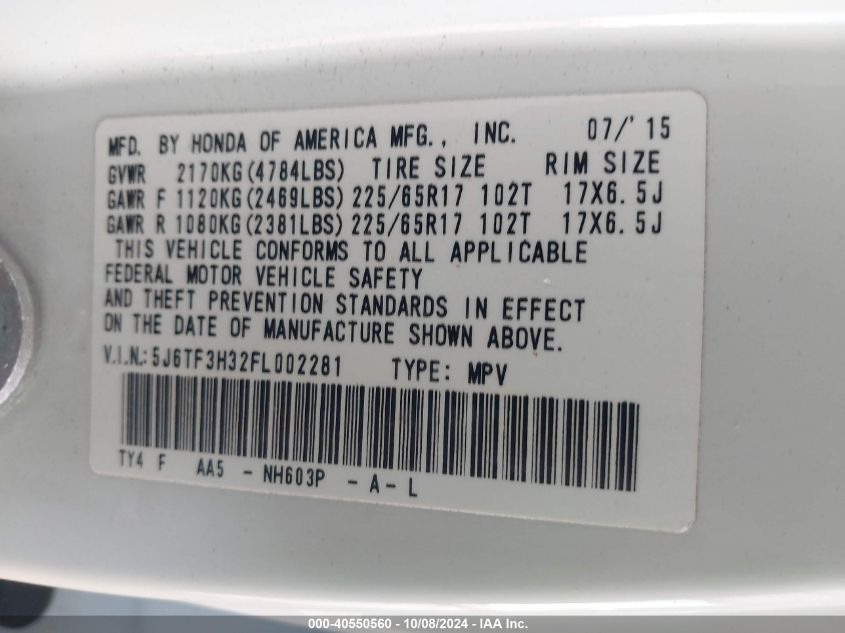 MFD. BY HONDA OF AMERICA MFG., INC. 07/'15
GVWR 2170KG(4784LBS) TIRE SIZE RIM SIZE
GAWR F 1120KG(2469LBS) 225/65R17 102T 17X6.5J
GAWR R 1080KG(2381LBS) 225/65R17 102T 17X6.5J
THIS VEHICLE CONFORMS TO ALL APPLICABLE
FEDERAL MOTOR VEHICLE SAFETY
AND THEFT PREVENTION STANDARDS IN EFFECT
ON THE DATE OF MANUFACTURE SHOWN ABOVE.
V.I.N.: 5J6TF3H32FL002281 TYPE: MPV
TY4 F AA5 - NH603P - A - L
000-40550560 - 10/08/2024 - IAA Inc.